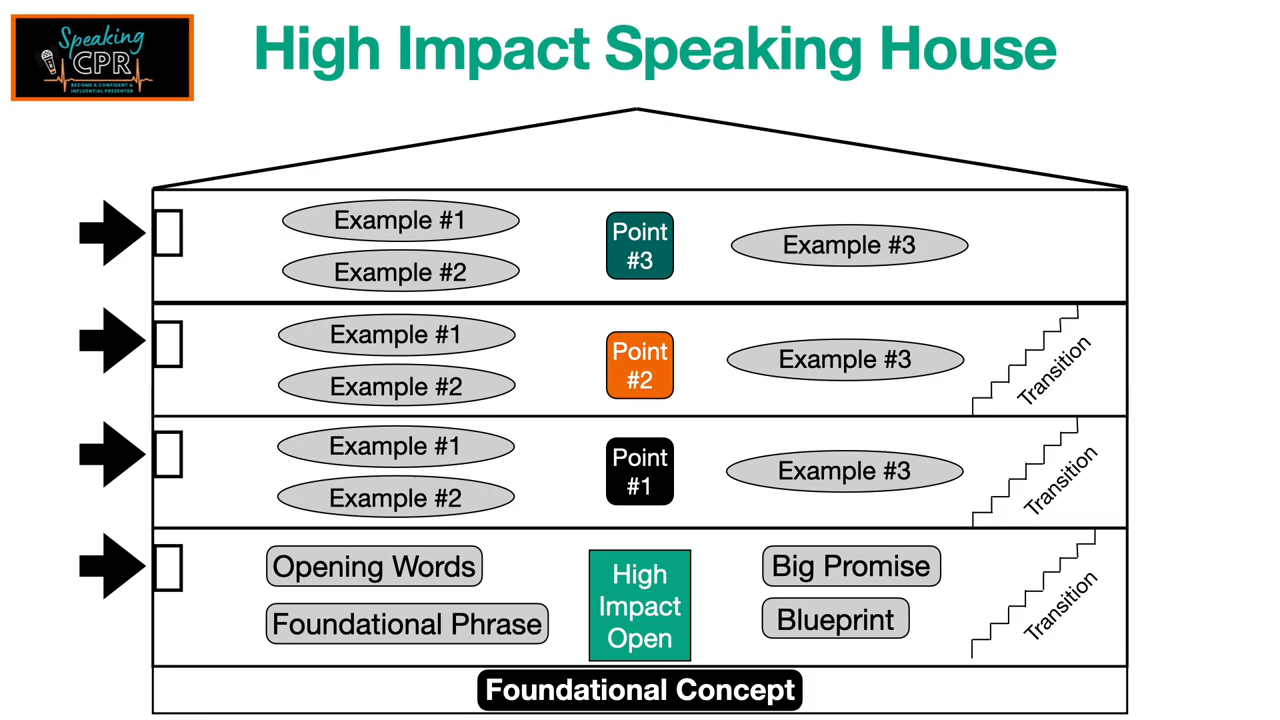 Speaking
CPR
BECOME A CONFIDENT &
INFLUENTIAL PRESENTER
High Impact Speaking House
Example #1
Example #2
Point
#3
Example #3
Example #1
Example #2
Point
#2
Example #3
Transition
Example #1
Example #2
Point
#1
Example #3
Transition
Opening Words
Foundational Phrase
High
Impact
Open
Big Promise
Blueprint
Transition
Foundational Concept